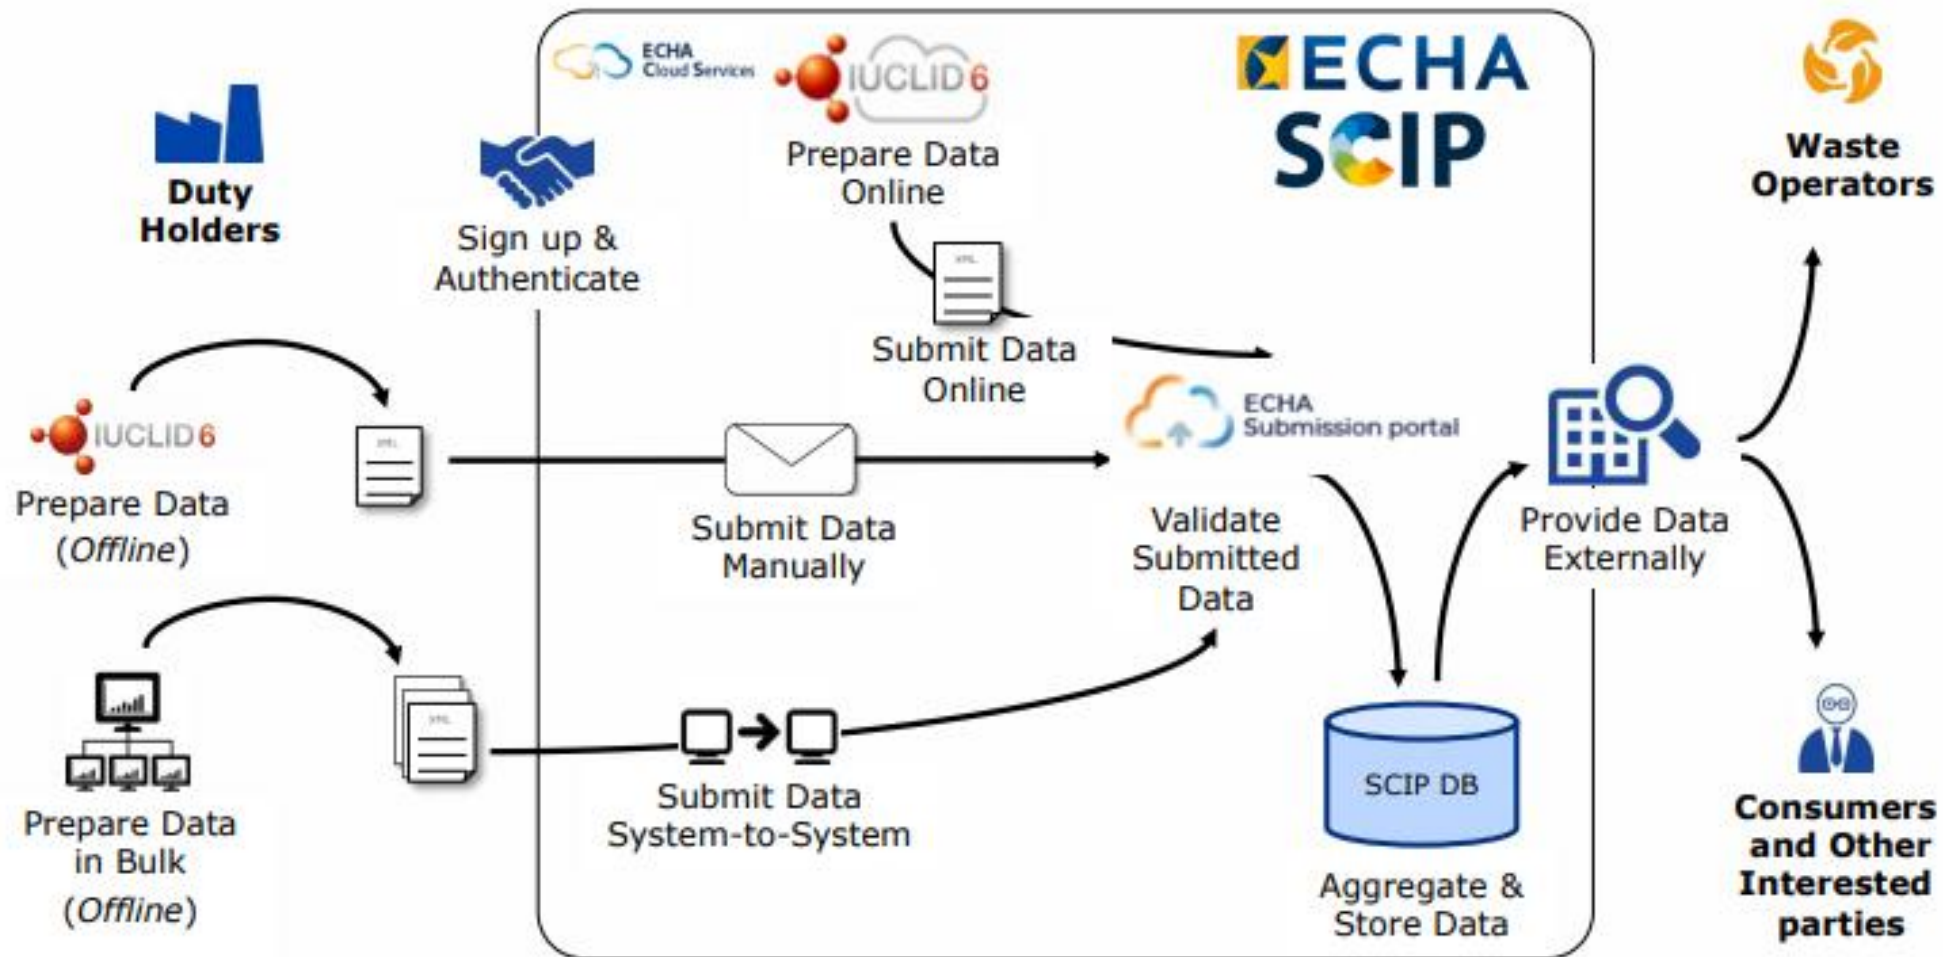 ECHA
Cloud Services
IUCLID 6
ECHA
SCIP
Duty
Holders
Sign up &
Authenticate
Prepare Data
Online
Waste
Operators
XML
Submit Data
Online
IUCLID 6
Prepare Data
(Offline)
XML
Submit Data
Manually
ECHA
Submission portal
Validate
Submitted
Data
Provide Data
Externally
Prepare Data
in Bulk
(Offline)
XML
Submit Data
System-to-System
SCIP DB
Aggregate &
Store Data
Consumers
and Other
Interested
parties